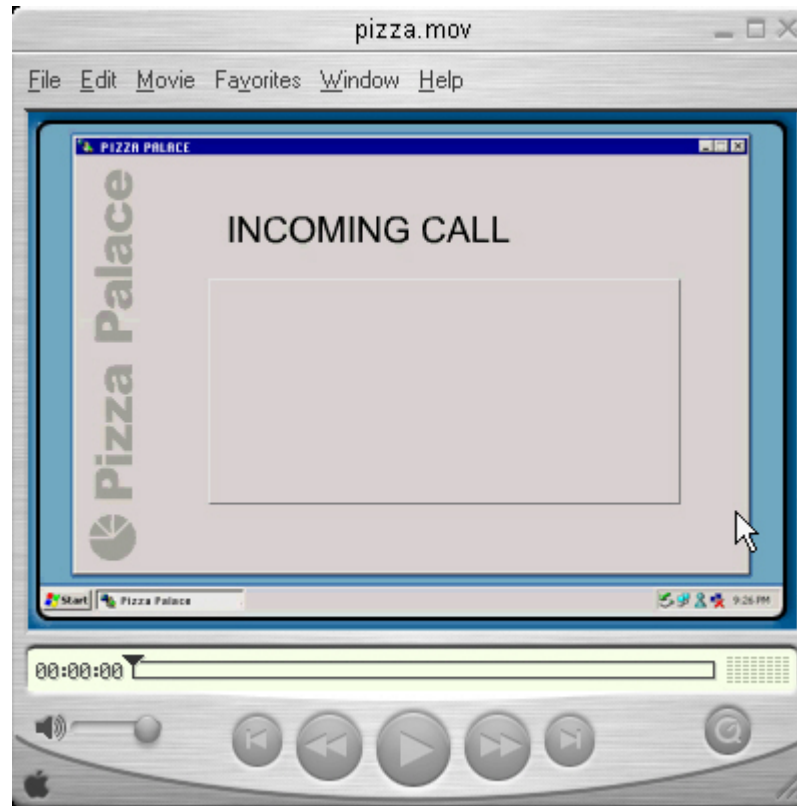 pizza.mov
File Edit Movie Favorites Window Help
PIZZA PALACE
Pizza Palace
INCOMING CALL
Start Pizza Palace 9:26 PM
00:00:00